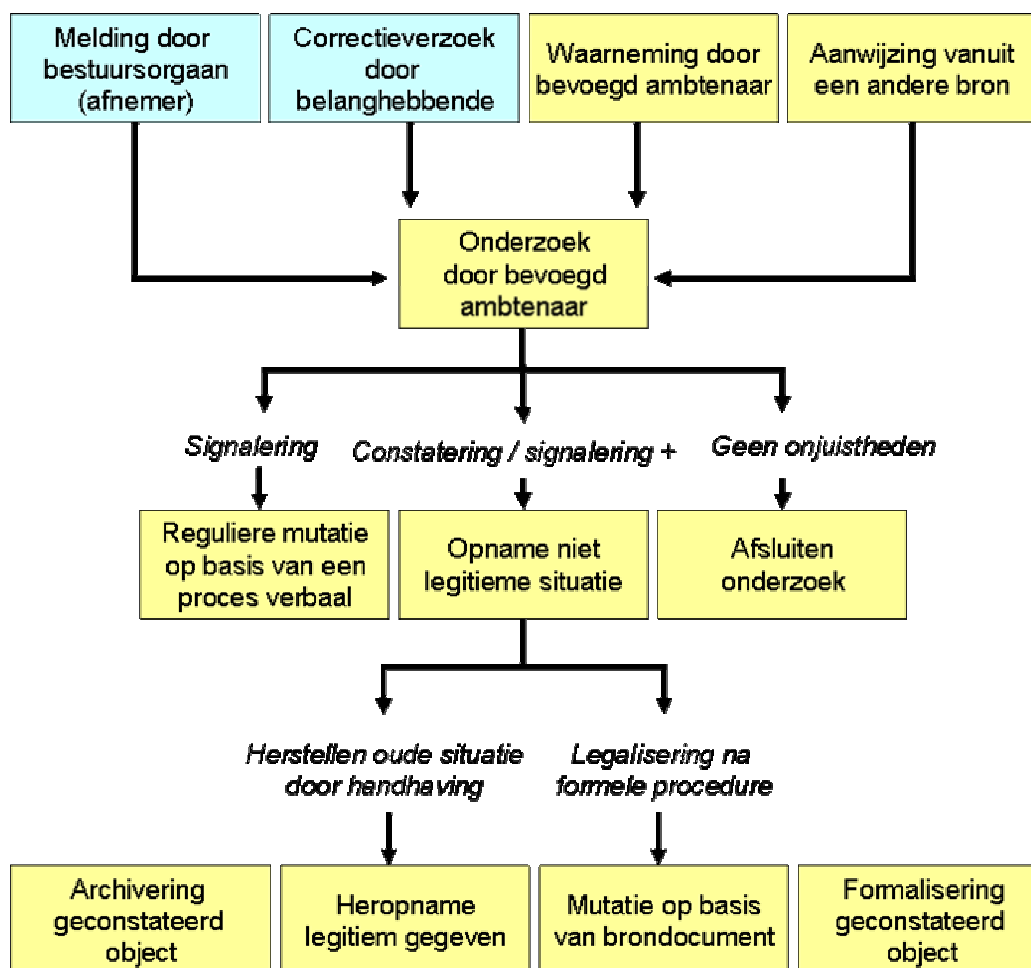 Melding door
bestuursorgaan
(afnemer)
Correctieverzoek
door
belanghebbende
Waarneming door
bevoegd ambtenaar
Aanwijzing vanuit
een andere bron
Onderzoek
door bevoegd
ambtenaar
Signalering
Constatering / signalering +
Geen onjuistheden
Reguliere mutatie
op basis van een
proces verbaal
Opname niet
legitieme situatie
Afsluiten
onderzoek
Herstellen oude situatie
door handhaving
Legalisering na
formele procedure
Archivering
geconstateerd
object
Heropname
legitiem gegeven
Mutatie op basis
van brondocument
Formalisering
geconstateerd
object